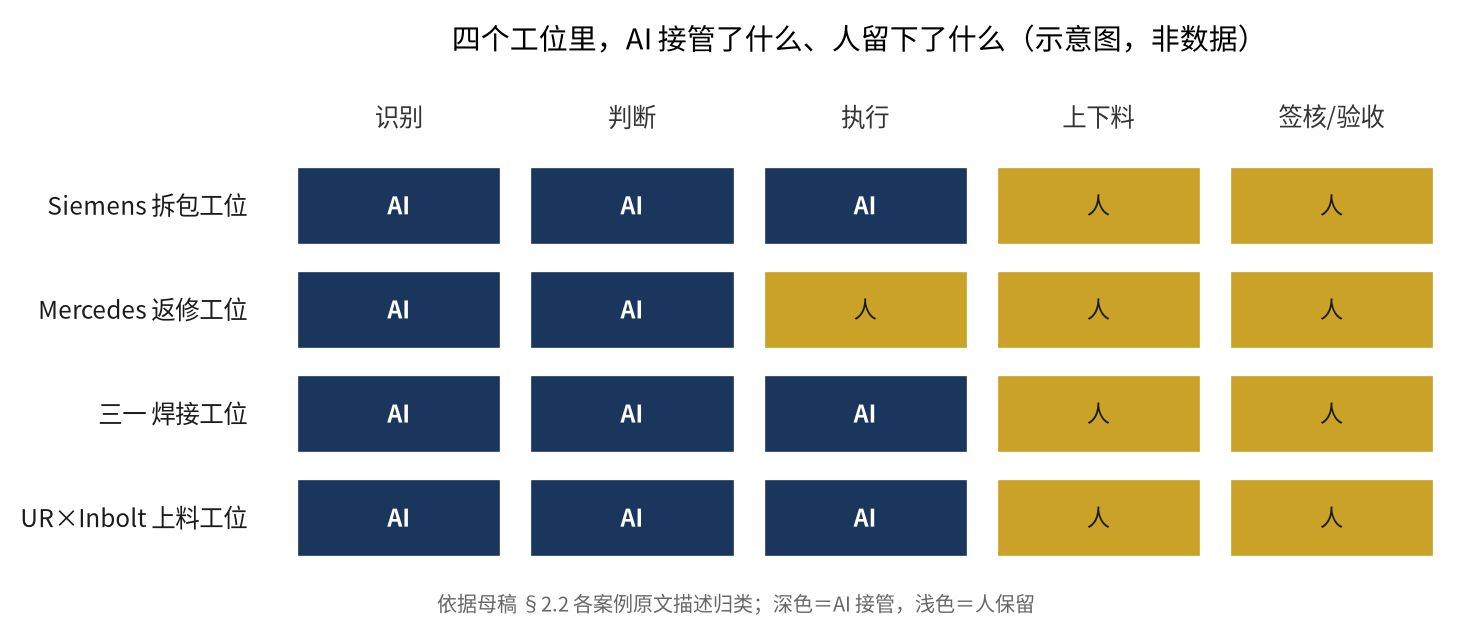 四个工位里，AI 接管了什么、人留下了什么（示意图，非数据）
识别 判断 执行 上下料 签核/验收
Siemens 拆包工位 AI AI AI 人 人
Mercedes 返修工位 AI AI 人 人 人
三一 焊接工位 AI AI AI 人 人
UR×Inbolt 上料工位 AI AI AI 人 人
依据母稿 §2.2 各案例原文描述归类；深色＝AI 接管，浅色＝人保留